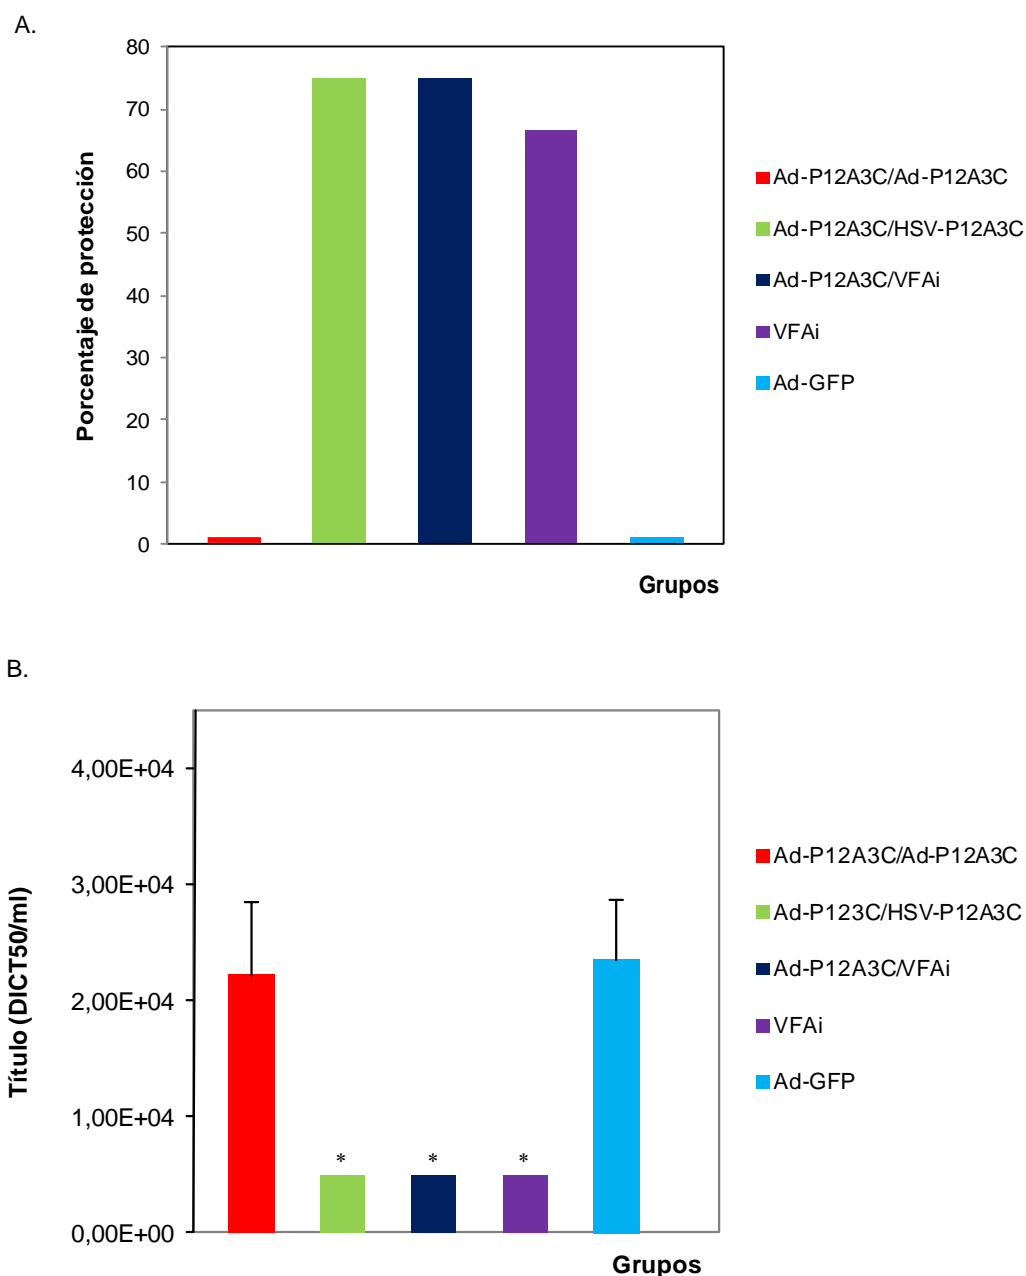 A.
80
70
60
50
40
30
20
10
0
Porcentaje de protección
Grupos
Ad-P12A3C/Ad-P12A3C
Ad-P12A3C/HSV-P12A3C
Ad-P12A3C/VFAi
VFAi
Ad-GFP
B.
4,00E+04
3,00E+04
2,00E+04
1,00E+04
0,00E+00
Título (DICT50/ml)
* * *
Grupos
Ad-P12A3C/Ad-P12A3C
Ad-P123C/HSV-P12A3C
Ad-P12A3C/VFAi
VFAi
Ad-GFP